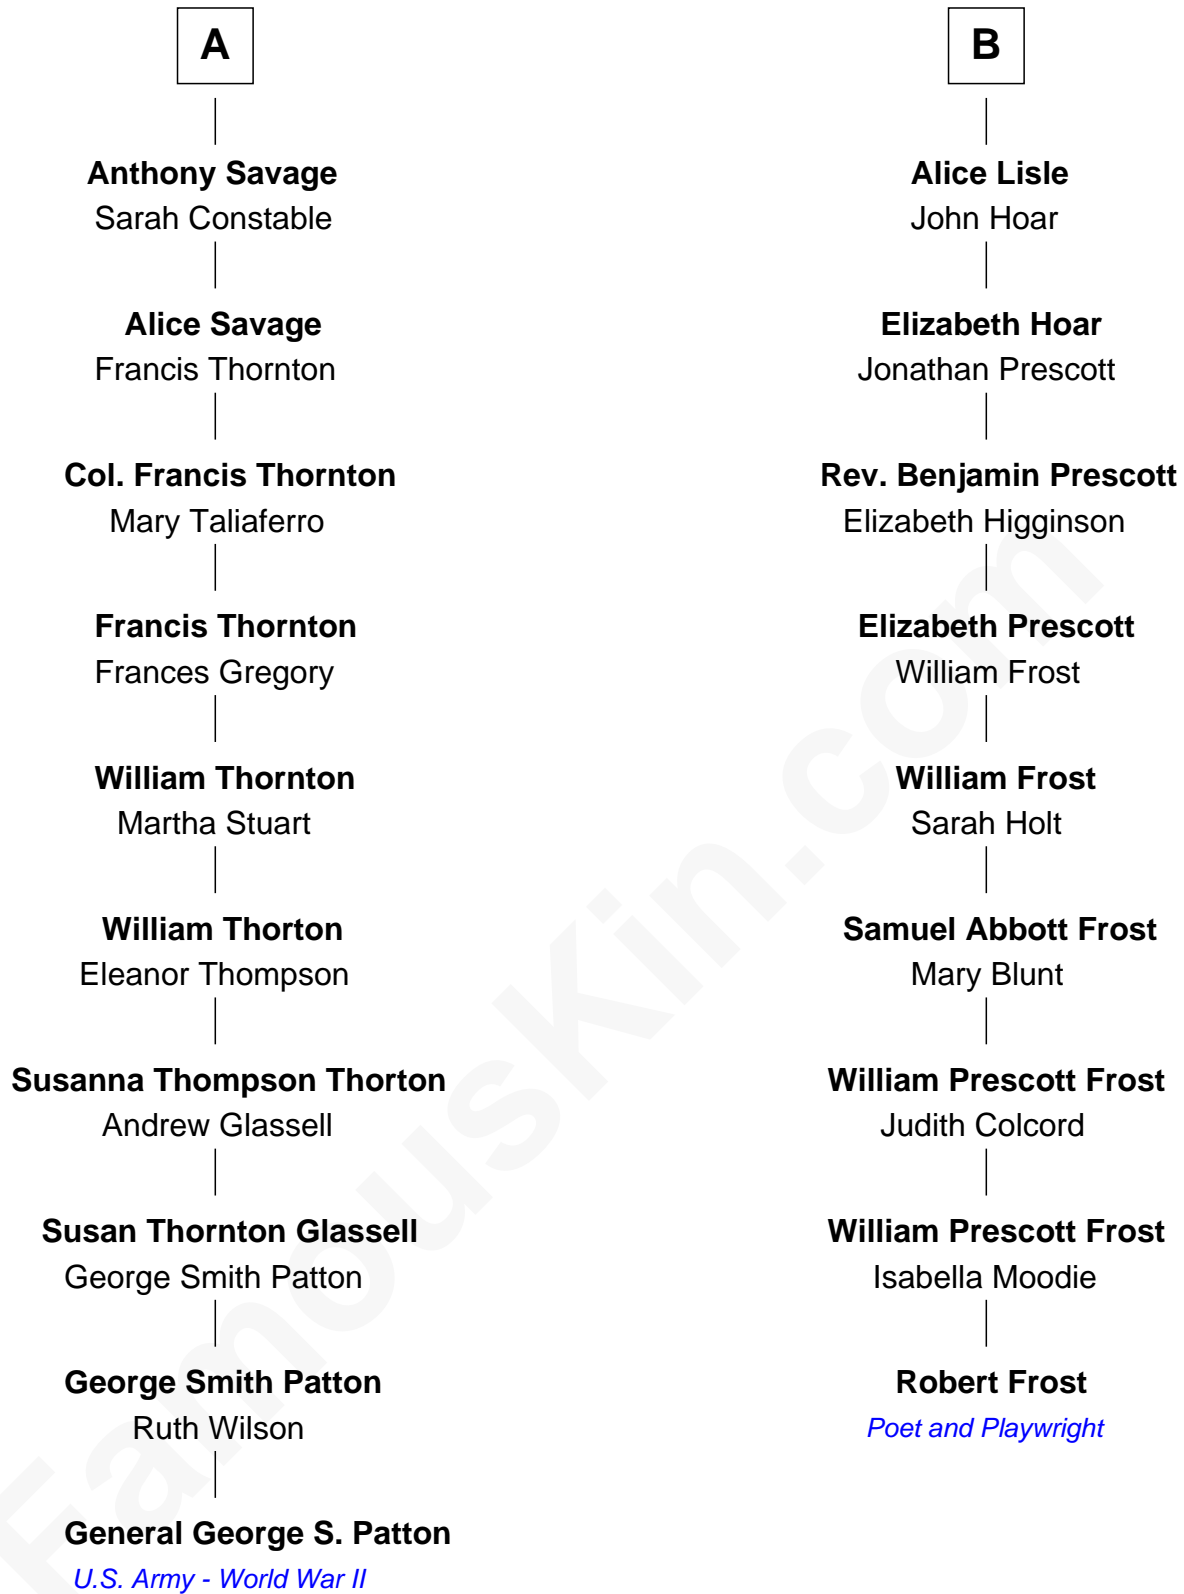 A
Anthony Savage
Sarah Constable
Alice Savage
Francis Thornton
Col. Francis Thornton
Mary Taliaferro
Francis Thornton
Frances Gregory
William Thornton
Martha Stuart
William Thorton
Eleanor Thompson
Susanna Thompson Thorton
Andrew Glassell
Susan Thornton Glassell
George Smith Patton
George Smith Patton
Ruth Wilson
General George S. Patton
U.S. Army - World War II
B
Alice Lisle
John Hoar
Elizabeth Hoar
Jonathan Prescott
Rev. Benjamin Prescott
Elizabeth Higginson
Elizabeth Prescott
William Frost
William Frost
Sarah Holt
Samuel Abbott Frost
Mary Blunt
William Prescott Frost
Judith Colcord
William Prescott Frost
Isabella Moodie
Robert Frost
Poet and Playwright
FamousKin.com